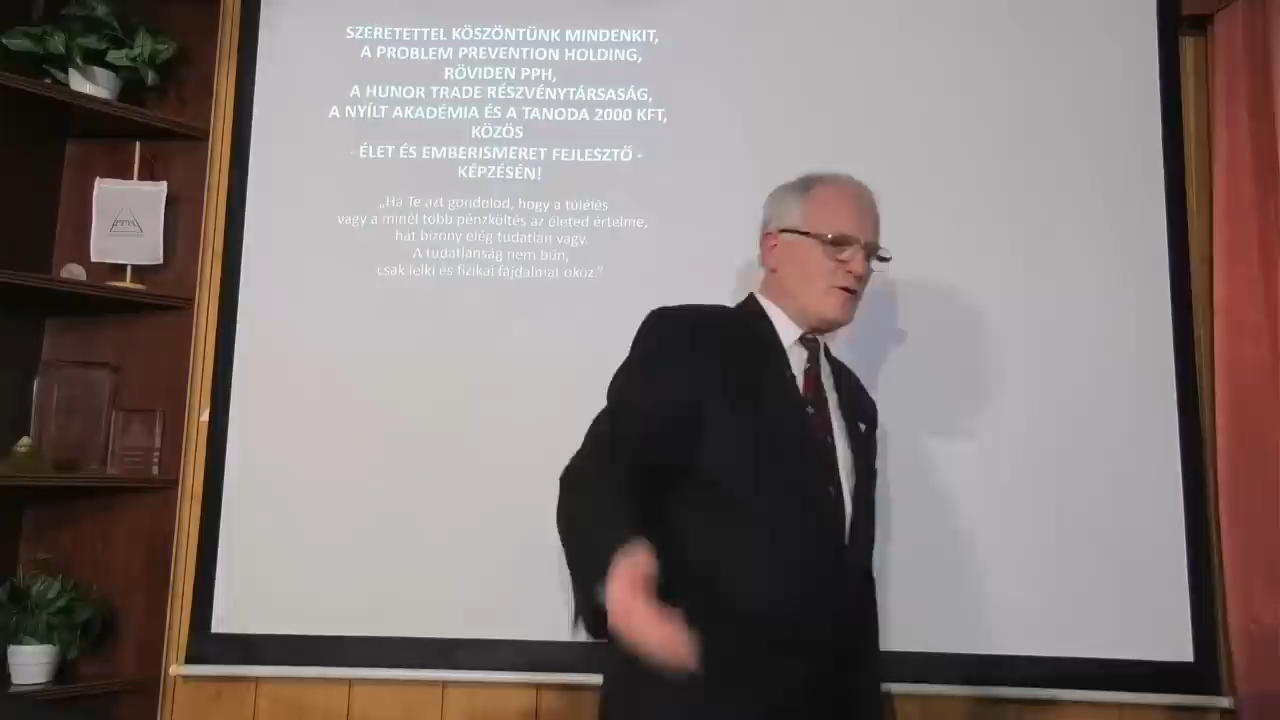 SZERETETTEL KÖSZÖNTÜNK MINDENKIT,
A PROBLEM PREVENTION HOLDING,
RÖVIDEN PPH,
A HUNOR TRADE RÉSZVÉNYTÁRSASÁG,
A NYÍLT AKADÉMIA ÉS A TANODA 2000 KFT,
KÖZÖS
- ÉLET ÉS EMBERISMERET FEJLESZTŐ -
KÉPZÉSÉN!
„Ha Te azt gondolod, hogy a túlélés
vagy a minél több pénzköltés az életed értelme,
hát bizony elég tudatlan vagy.
A tudatlanság nem bűn,
csak lelki és fizikai fájdalmat okoz."